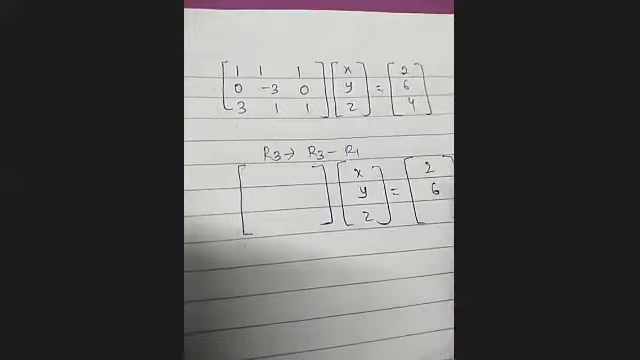 [1 1 1] [x] = [2]
[0 -3 0] [y] [6]
[3 1 1] [z] [4]
R3 → R3 - R1
[ ] [x] = [2]
[ ] [y] [6]
[ ] [z] [ ]